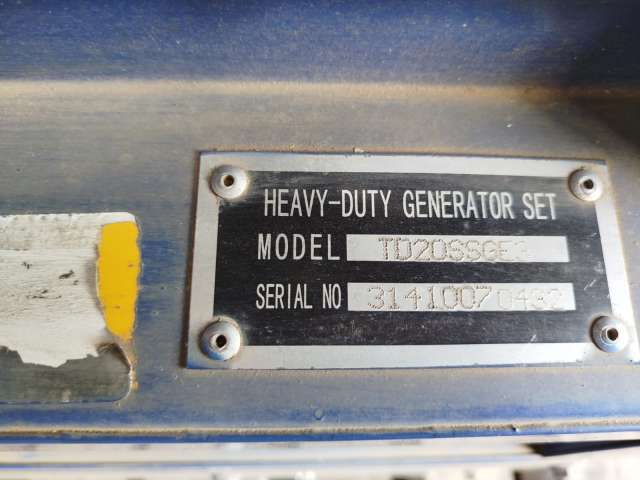 HEAVY-DUTY GENERATOR SET
MODEL TD20SSGE3
SERIAL NO